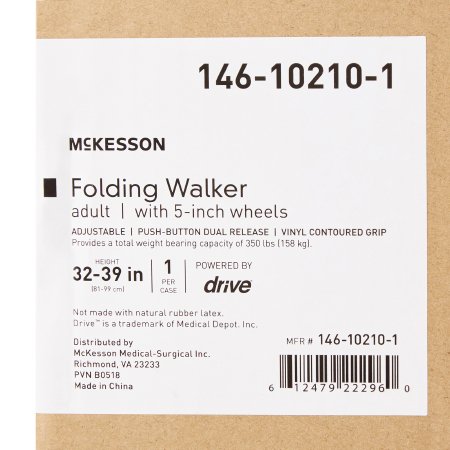 146-10210-1
McKESSON
Folding Walker
adult | with 5-inch wheels
ADJUSTABLE | PUSH-BUTTON DUAL RELEASE | VINYL CONTOURED GRIP
Provides a total weight bearing capacity of 350 lbs (158 kg).
HEIGHT
32-39 in
(81-99 cm)
1
PER
CASE
POWERED BY
drive
Not made with natural rubber latex.
Drive™ is a trademark of Medical Depot, Inc.
Distributed by
McKesson Medical-Surgical Inc.
Richmond, VA 23233
PVN B0518
Made in China
MFR # 146-10210-1
6 12479 22296 0